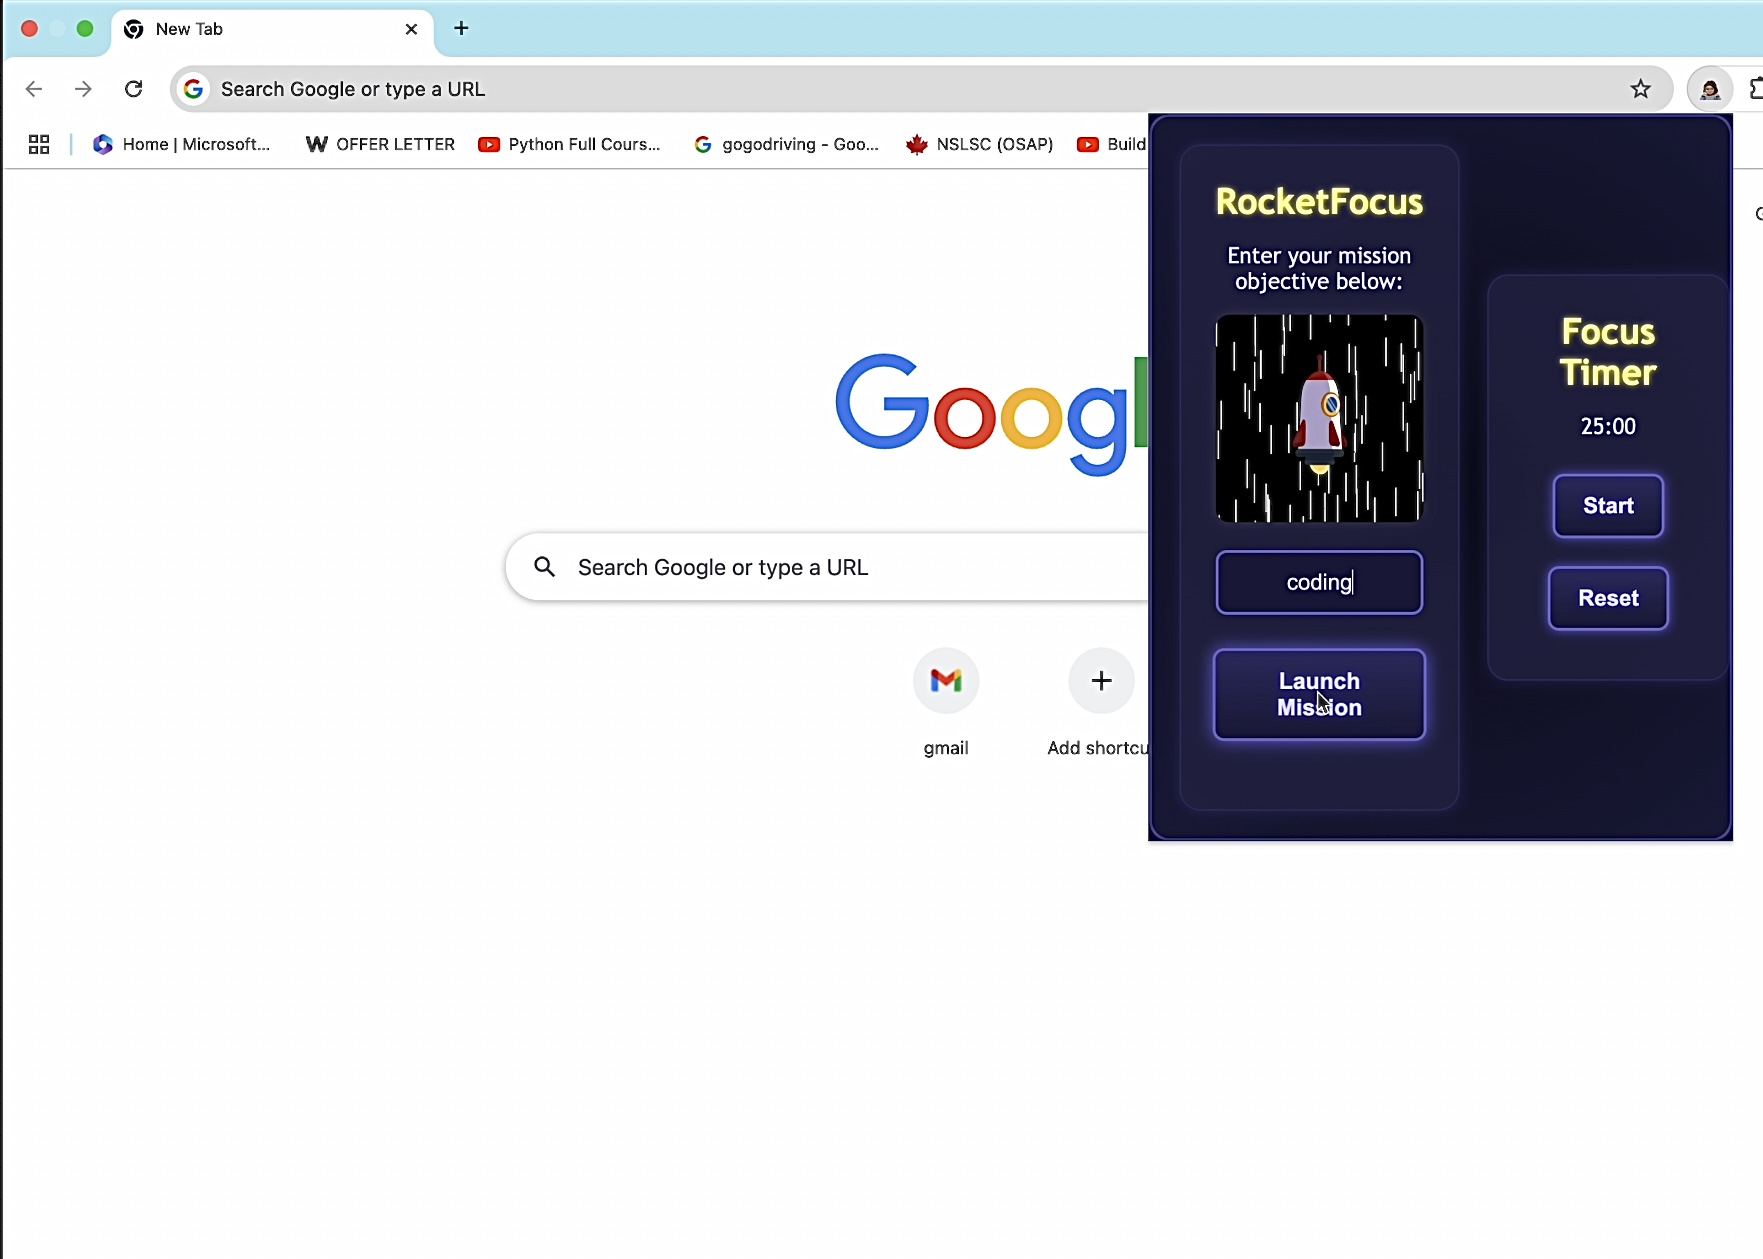 New Tab
Search Google or type a URL
Home | Microsoft...
OFFER LETTER
Python Full Cours...
gogodriving - Goo...
NSLSC (OSAP)
Build
Googl
Search Google or type a URL
gmail
Add shortcu
RocketFocus
Enter your mission
objective below:
coding
Launch
Mission
Focus
Timer
25:00
Start
Reset